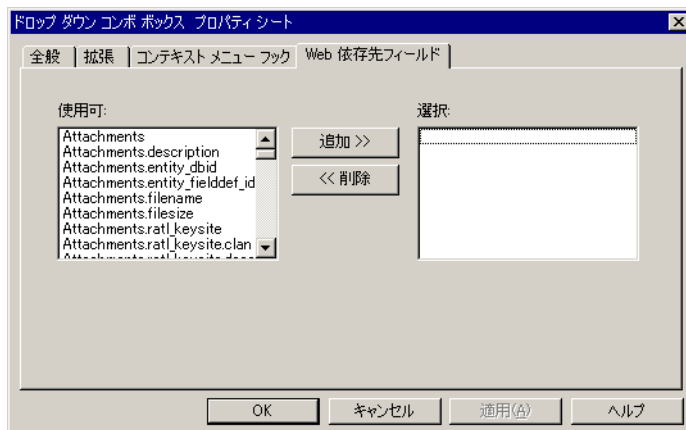 ドロップ ダウン コンボ ボックス プロパティ シート
全般 拡張 コンテキスト メニュー フック Web 依存先フィールド
使用可:
選択:
Attachments
Attachments.description
Attachments.entity_dbid
Attachments.entity_fielddef_id
Attachments.filename
Attachments.filesize
Attachments.ratl_keysite
Attachments.ratl_keysite.clan
追加 >>
<< 削除
OK キャンセル 適用(A) ヘルプ